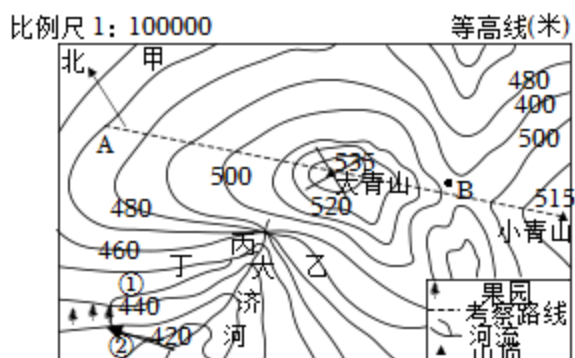 比例尺 1：100000 等高线(米)
北 甲
480
400
A
500
535
500 大青山 B
480 520 515
小青山
460 丙
丁 大 乙
① 果园
440 济 考察路线
420 河 河流
② 山顶